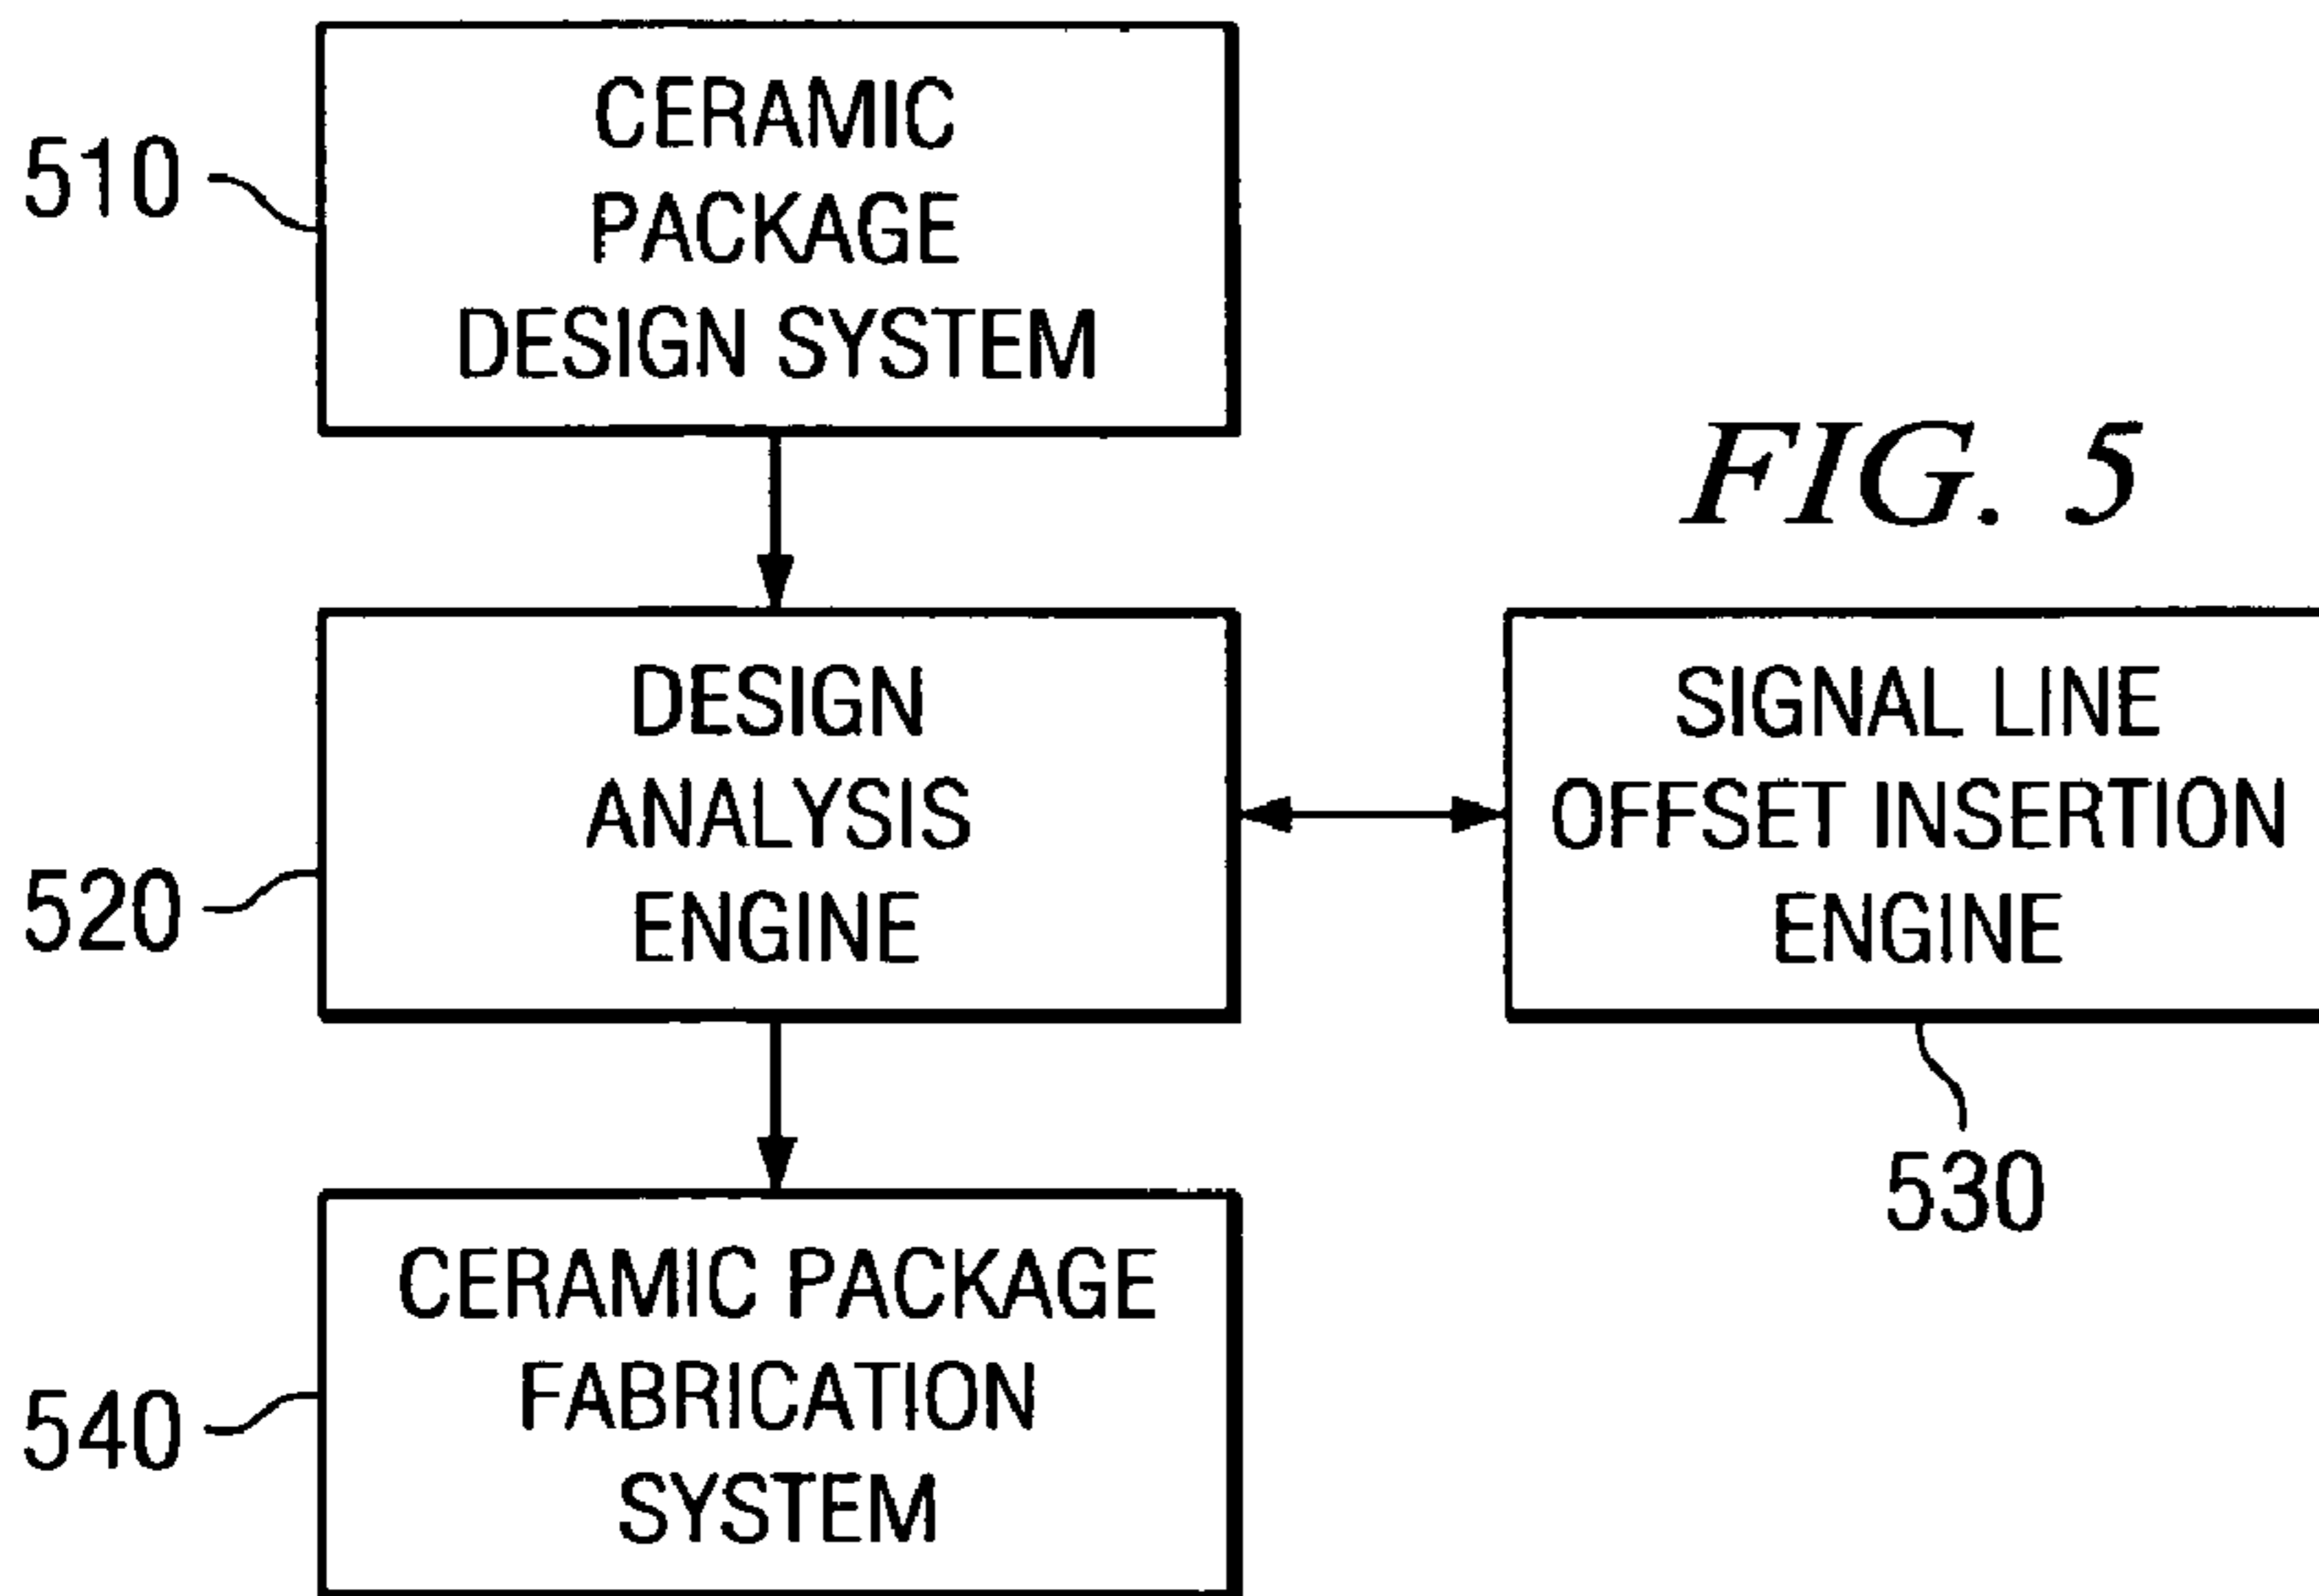 CERAMIC
PACKAGE
DESIGN SYSTEM
510
FIG. 5
DESIGN
ANALYSIS
ENGINE
520
SIGNAL LINE
OFFSET INSERTION
ENGINE
530
CERAMIC PACKAGE
FABRICATION
SYSTEM
540